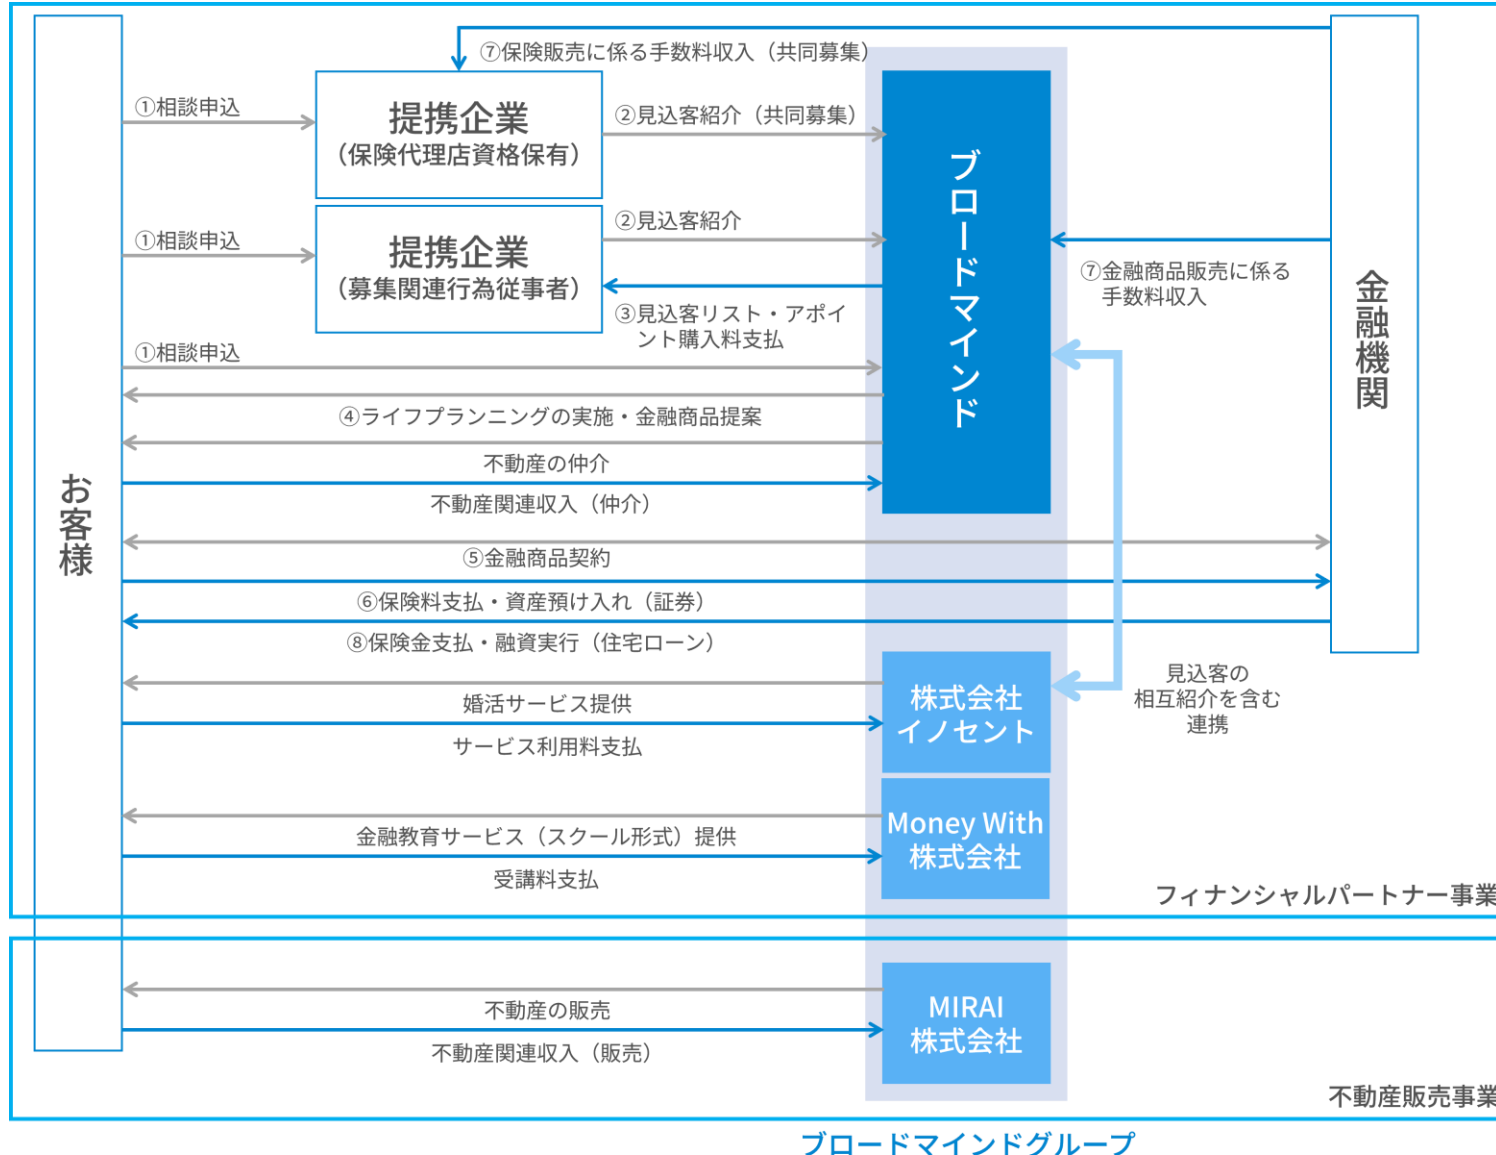 ⑦保険販売に係る手数料収入（共同募集）
①相談申込
提携企業
（保険代理店資格保有）
②見込客紹介（共同募集）
①相談申込
提携企業
（募集関連行為従事者）
②見込客紹介
③見込客リスト・アポイ
ント購入料支払
ブロードマインド
⑦金融商品販売に係る
手数料収入
金融機関
①相談申込
④ライフプランニングの実施・金融商品提案
不動産の仲介
不動産関連収入（仲介）
お客様
⑤金融商品契約
⑥保険料支払・資産預け入れ（証券）
⑧保険金支払・融資実行（住宅ローン）
婚活サービス提供
サービス利用料支払
株式会社
イノセント
見込客の
相互紹介を含む
連携
金融教育サービス（スクール形式）提供
受講料支払
Money With
株式会社
フィナンシャルパートナー事業
不動産の販売
不動産関連収入（販売）
MIRAI
株式会社
不動産販売事業
ブロードマインドグループ